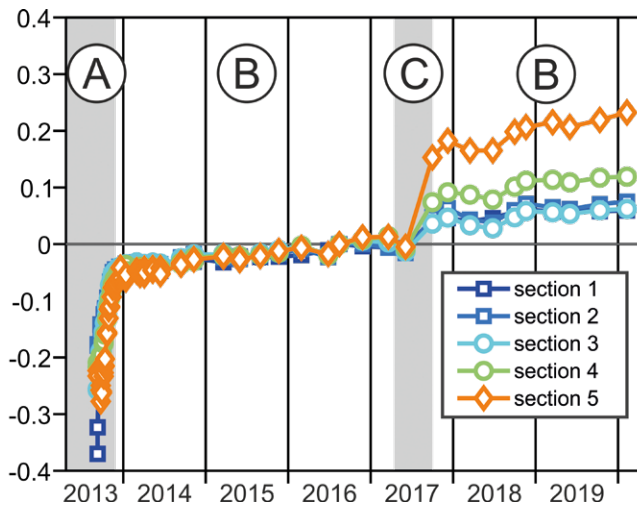 0.4
0.3
0.2
0.1
0
-0.1
-0.2
-0.3
-0.4
A
B
C
B
section 1
section 2
section 3
section 4
section 5
2013 2014 2015 2016 2017 2018 2019